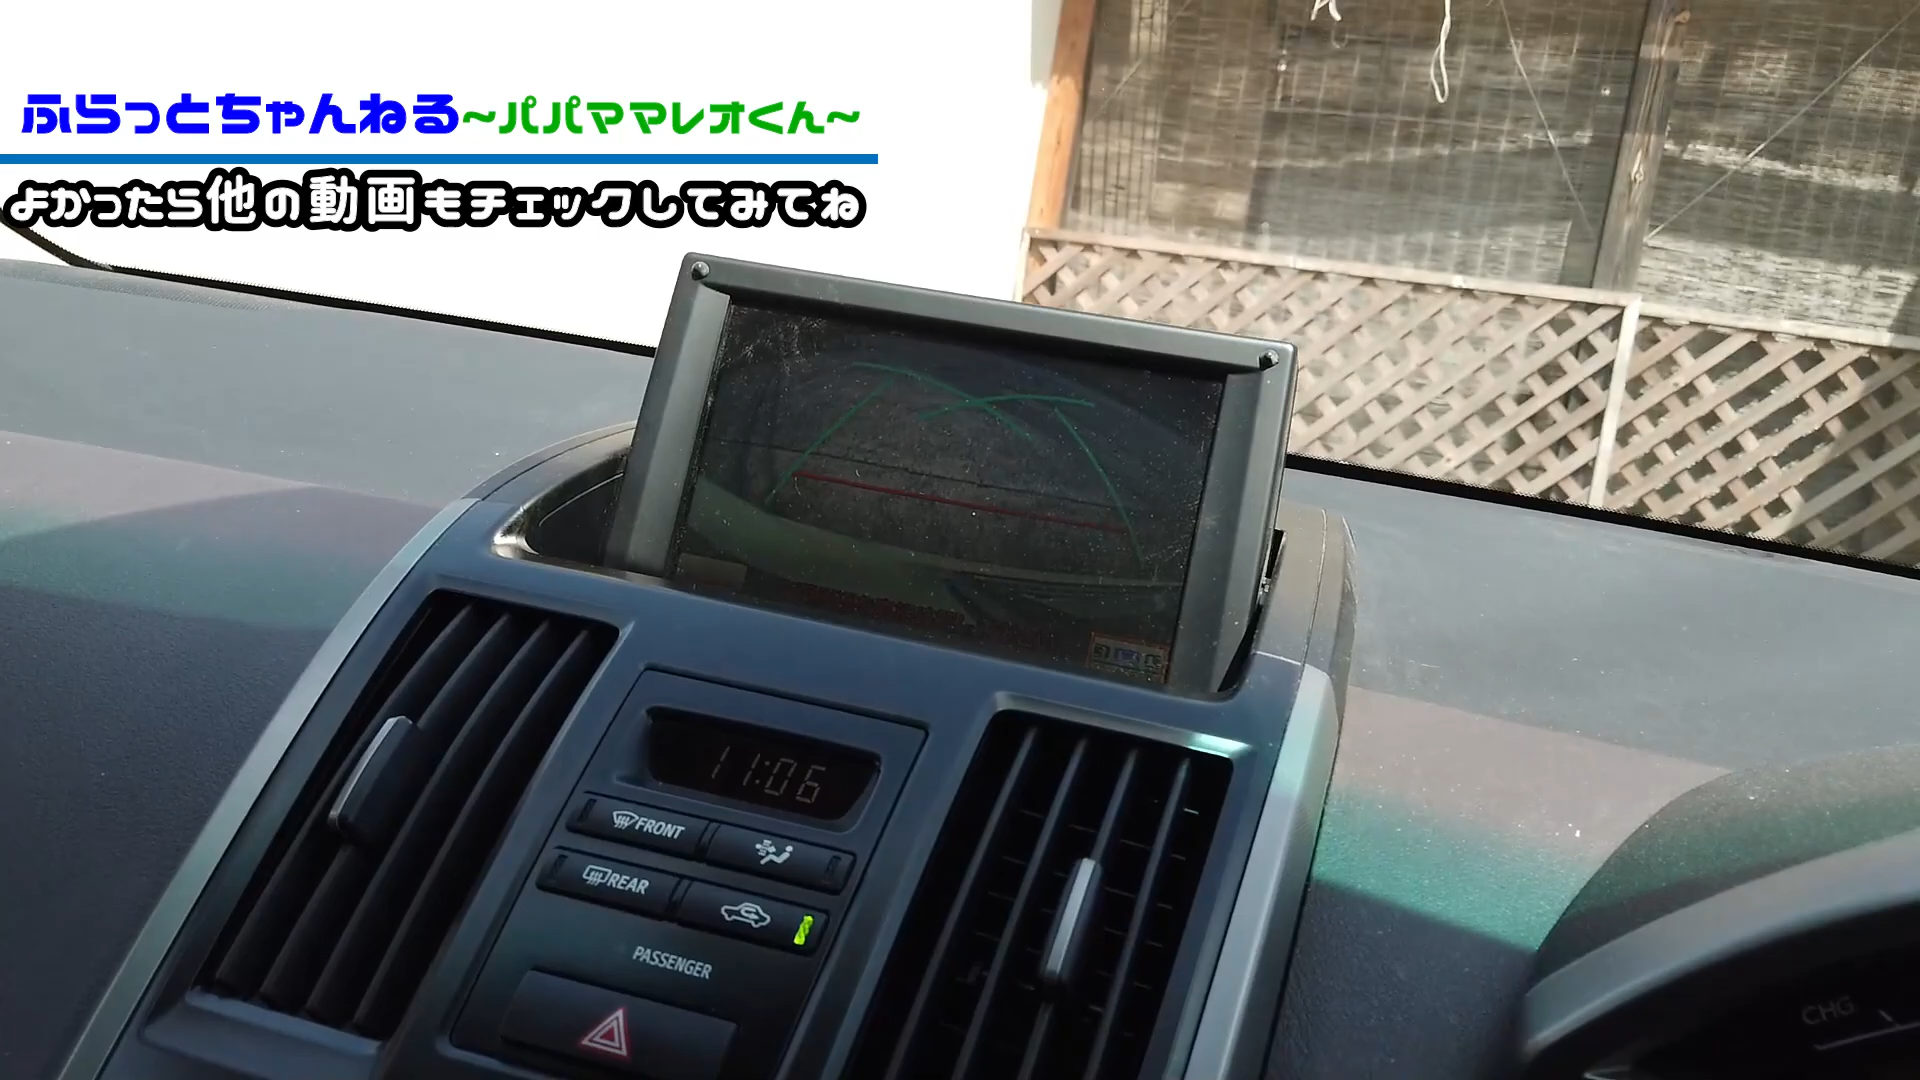 ふらっとちゃんねる～パパママレオくん～
よかったら他の動画もチェックしてみてね
11:06
FRONT
REAR
PASSENGER
CHG